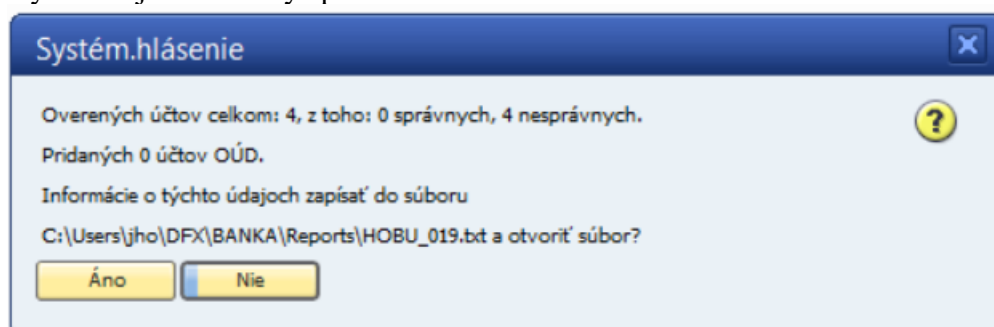 Systém.hlásenie
Overených účtov celkom: 4, z toho: 0 správnych, 4 nesprávnych.
Pridaných 0 účtov OÚD.
Informácie o týchto údajoch zapísať do súboru
C:\Users\jho\DFX\BANKA\Reports\HOBU_019.txt a otvoriť súbor?
Áno Nie